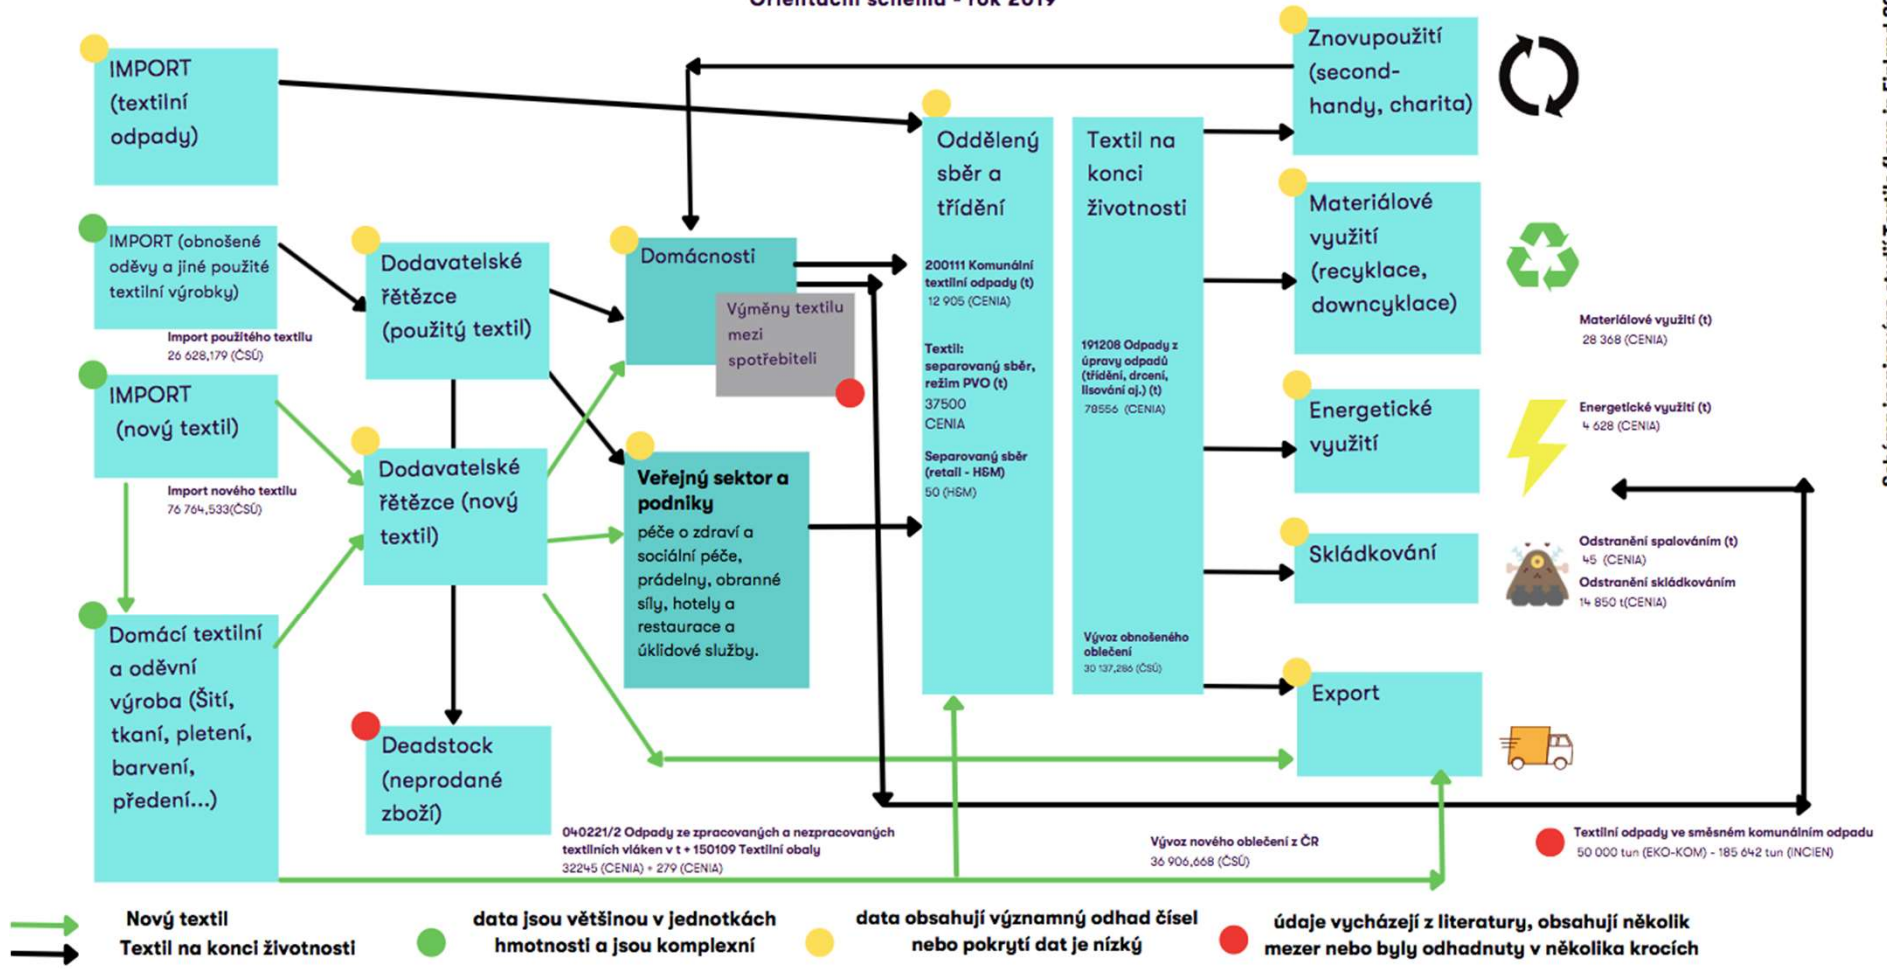 Orientační schéma - rok 2019
IMPORT
(textilní
odpady)
IMPORT (obnošené
oděvy a jiné použité
textilní výrobky)
Import použitého textilu
26 628,179 (ČSÚ)
IMPORT
(nový textil)
Import nového textilu
76 764,533(ČSÚ)
Domácí textilní
a oděvní
výroba (Šití,
tkaní, pletení,
barvení,
předení...)
Dodavatelské
řětězce
(použitý textil)
Dodavatelské
řětězce (nový
textil)
Deadstock
(neprodané
zboží)
Domácnosti
Výměny textilu
mezi
spotřebiteli
Veřejný sektor a
podniky
péče o zdraví a
sociální péče,
prádelny, obranné
síly, hotely a
restaurace a
úklidové služby.
040221/2 Odpady ze zpracovaných a nezpracovaných
textilních vláken v t + 150109 Textilní obaly
32245 (CENIA) + 279 (CENIA)
Oddělený
sběr a
třídění
200111 Komunální
textilní odpady (t)
12 905 (CENIA)
Textil:
separovaný sběr,
režim PVO (t)
37500
CENIA
Separovaný sběr
(retail - H&M)
50 (H&M)
Textil na
konci
životnosti
191208 Odpady z
úpravy odpadů
(třídění, drcení,
lisování aj.) (t)
78556 (CENIA)
Vývoz obnošeného
oblečení
30 137,286 (ČSÚ)
Znovupoužití
(second-
handy, charita)
Materiálové
využití
(recyklace,
downcyklace)
Materiálové využití (t)
28 368 (CENIA)
Energetické
využití
Energetické využití (t)
4 628 (CENIA)
Skládkování
Odstranění spalováním (t)
45 (CENIA)
Odstranění skládkováním
14 850 t(CENIA)
Export
Vývoz nového oblečení z ČR
36 906,668 (ČSÚ)
Textilní odpady ve směsném komunálním odpadu
50 000 tun (EKO-KOM) - 185 642 tun (INCIEN)
Nový textil
Textil na konci životnosti
data jsou většinou v jednotkách
hmotnosti a jsou komplexní
data obsahují významný odhad čísel
nebo pokrytí dat je nízký
údaje vycházejí z literatury, obsahují několik
mezer nebo byly odhadnuty v několika krocích